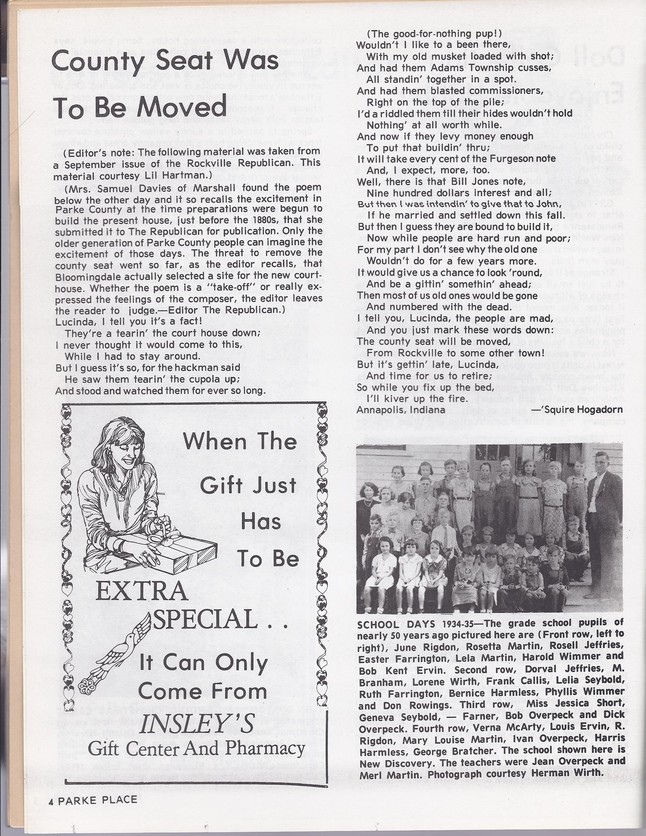 County Seat Was
To Be Moved
(Editor's note: The following material was taken from
a September issue of the Rockville Republican. This
material courtesy Lil Hartman.)
(Mrs. Samuel Davies of Marshall found the poem
below the other day and it so recalls the excitement in
Parke County at the time preparations were begun to
build the present house, just before the 1880s, that she
submitted it to The Republican for publication. Only the
older generation of Parke County people can imagine the
excitement of those days. The threat to remove the
county seat went so far, as the editor recalls, that
Bloomingdale actually selected a site for the new court-
house. Whether the poem is a "take-off" or really ex-
pressed the feelings of the composer, the editor leaves
the reader to judge.—Editor The Republican.)
Lucinda, I tell you it's a fact!
They're a tearin' the court house down;
I never thought it would come to this,
While I had to stay around.
But I guess it's so, for the hackman said
He saw them tearin' the cupola up;
And stood and watched them for ever so long.
(The good-for-nothing pup!)
Wouldn't I like to a been there,
With my old musket loaded with shot;
And had them Adams Township cusses,
All standin' together in a spot.
And had them blasted commissioners,
Right on the top of the pile;
I'd a riddled them till their hides wouldn't hold
Nothing' at all worth while.
And now if they levy money enough
To put that buildin' thru;
It will take every cent of the Furgeson note
And, I expect, more, too.
Well, there is that Bill Jones note,
Nine hundred dollars interest and all;
But then I was intendin' to give that to John,
If he married and settled down this fall.
But then I guess they are bound to build it,
Now while people are hard run and poor;
For my part I don't see why the old one
Wouldn't do for a few years more.
It would give us a chance to look 'round,
And be a gittin' somethin' ahead;
Then most of us old ones would be gone
And numbered with the dead.
I tell you, Lucinda, the people are mad,
And you just mark these words down:
The county seat will be moved,
From Rockville to some other town!
But it's gettin' late, Lucinda,
And time for us to retire;
So while you fix up the bed,
I'll kiver up the fire.
Annapolis, Indiana —'Squire Hogadorn
When The
Gift Just
Has
To Be
EXTRA
SPECIAL . .
It Can Only
Come From
INSLEY'S
Gift Center And Pharmacy
SCHOOL DAYS 1934-35—The grade school pupils of
nearly 50 years ago pictured here are (Front row, left to
right), June Rigdon, Rosetta Martin, Rosell Jeffries,
Easter Farrington, Lela Martin, Harold Wimmer and
Bob Kent Ervin. Second row, Dorval Jeffries, M.
Branham, Lorene Wirth, Frank Callis, Lelia Seybold,
Ruth Farrington, Bernice Harmless, Phyllis Wimmer
and Don Rowings. Third row, Miss Jessica Short,
Geneva Seybold, — Farner, Bob Overpeck and Dick
Overpeck. Fourth row, Verna McArty, Louis Ervin, R.
Rigdon, Mary Louise Martin, Ivan Overpeck, Harris
Harmless, George Bratcher. The school shown here is
New Discovery. The teachers were Jean Overpeck and
Merl Martin. Photograph courtesy Herman Wirth.
4 PARKE PLACE